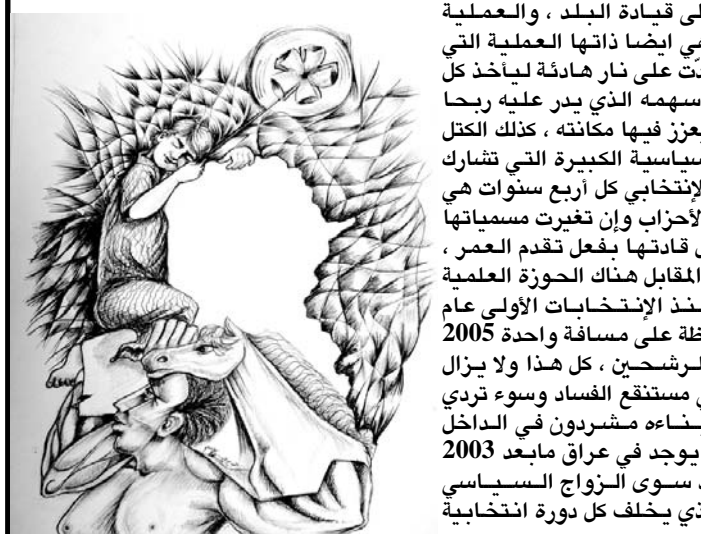 لى قيادة البلد ، والعملية
مي ايضا ذاتها العملية التي
دّت على نار هادئة ليأخذ كل
سهمه الذي يدر عليه ربحا
يعزز فيها مكانته ، كذلك الكتل
سياسية الكبيرة التي تشارك
لإنتخابي كل أربع سنوات هي
لأحزاب وإن تغيرت مسمياتها
ى قادتها بفعل تقدم العمر ،
المقابل هناك الحوزة العلمية
ـنذ الإنتخابات الأولى عام
2005 ظة على مسافة واحدة
لـرشحين ، كل هذا ولا يزال
ي مستنقع الفساد وسوء تردي
بـناءه مشردون في الداخل
يوجد في عراق مابعد 2003
ـ سوى الزواج السياسي
ذي يخلف كل دورة انتخابية